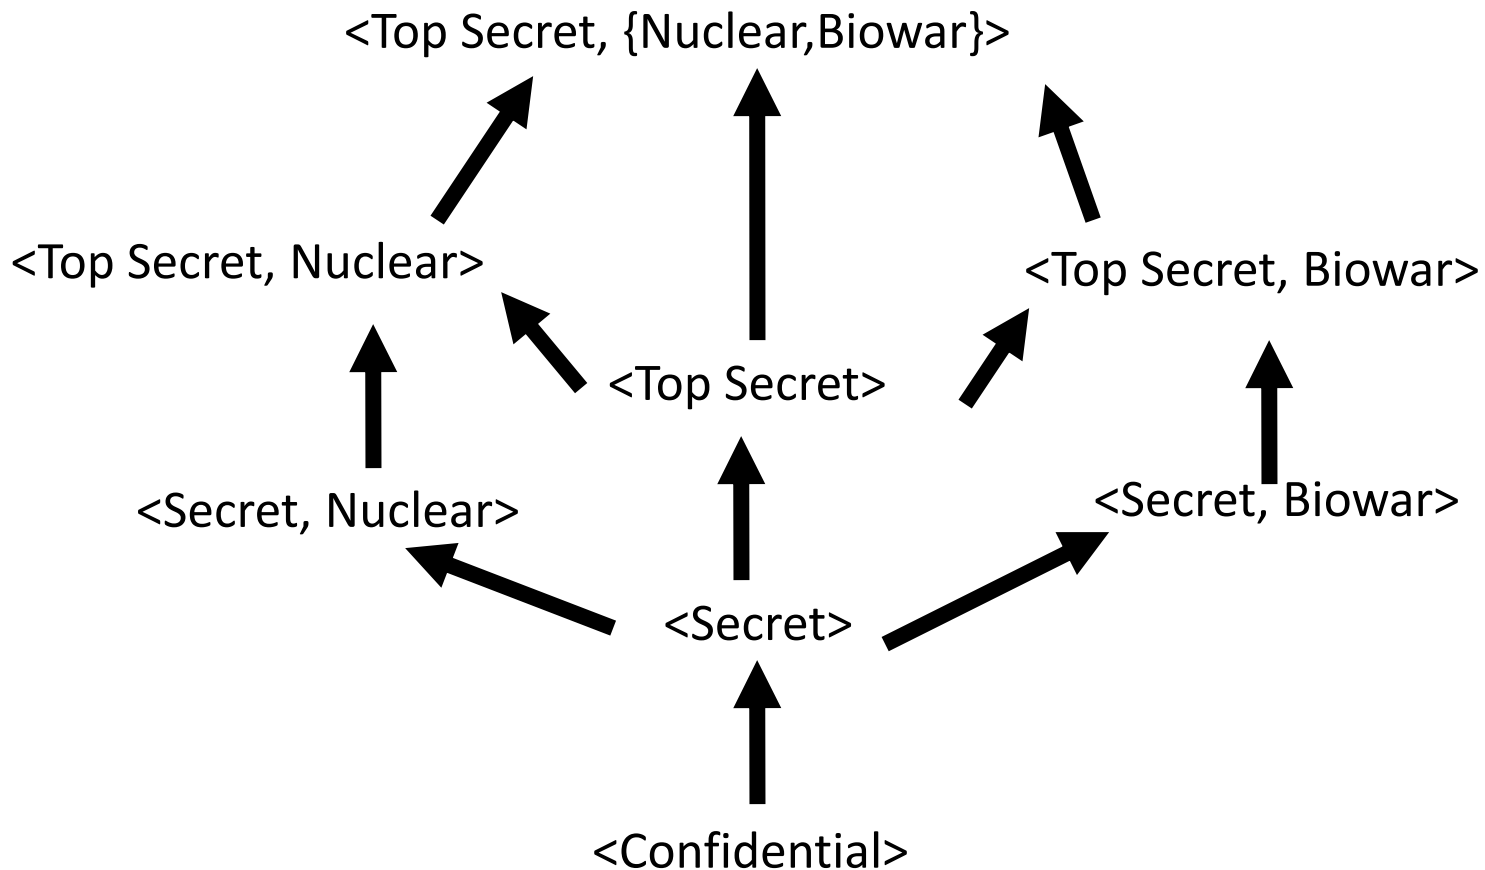 <Top Secret, {Nuclear,Biowar}>
<Top Secret, Nuclear>
<Top Secret, Biowar>
<Top Secret>
<Secret, Nuclear>
<Secret, Biowar>
<Secret>
<Confidential>